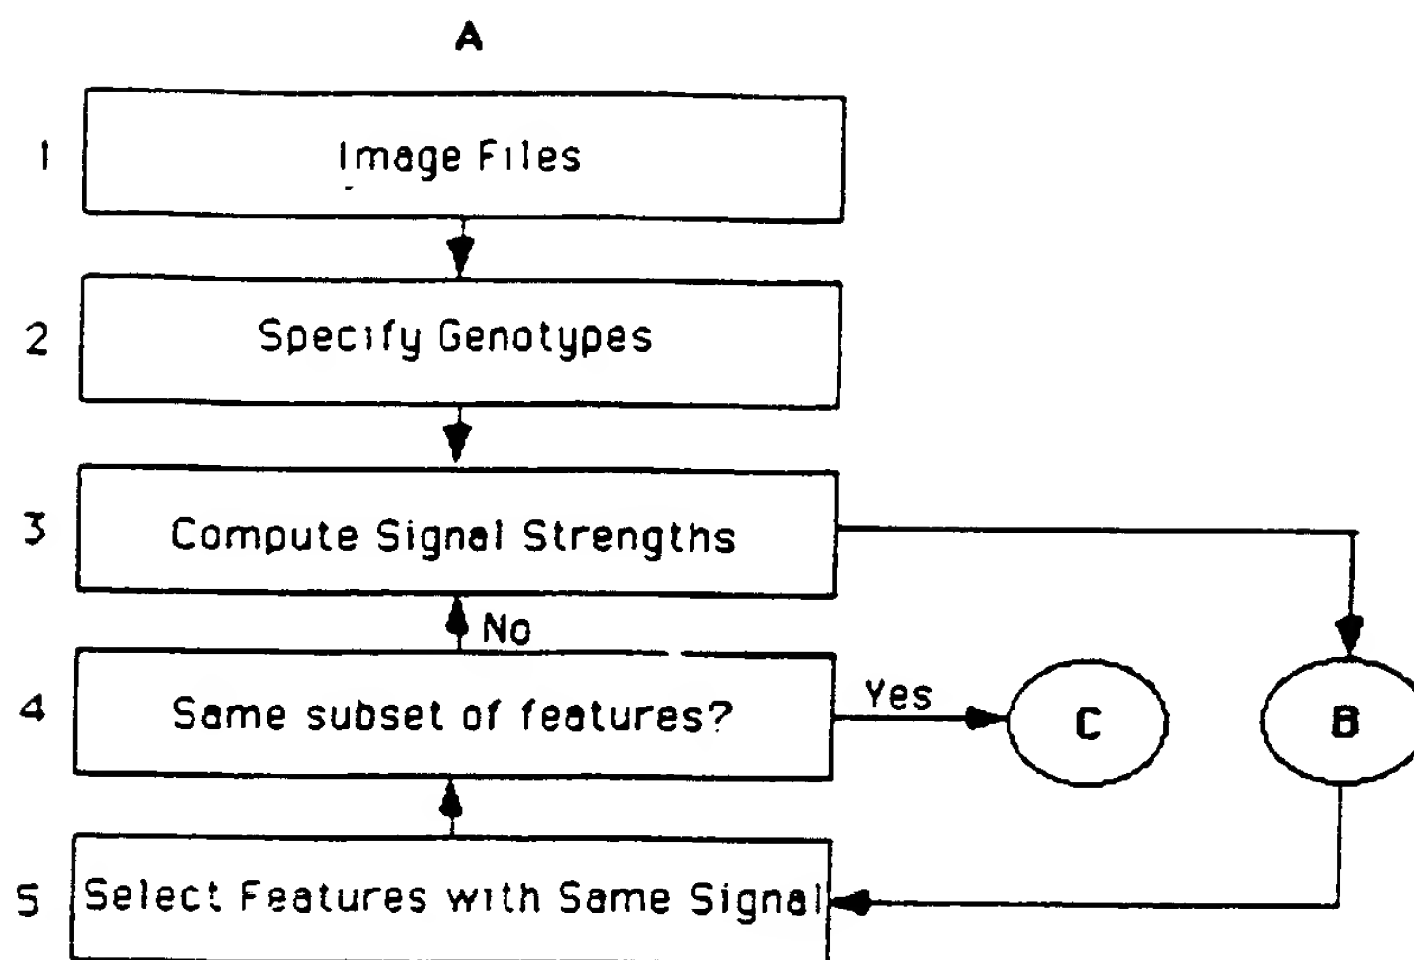 A
1
Image Files
2
Specify Genotypes
3
Compute Signal Strengths
No
4
Same subset of features?
Yes
C
B
5
Select Features with Same Signal